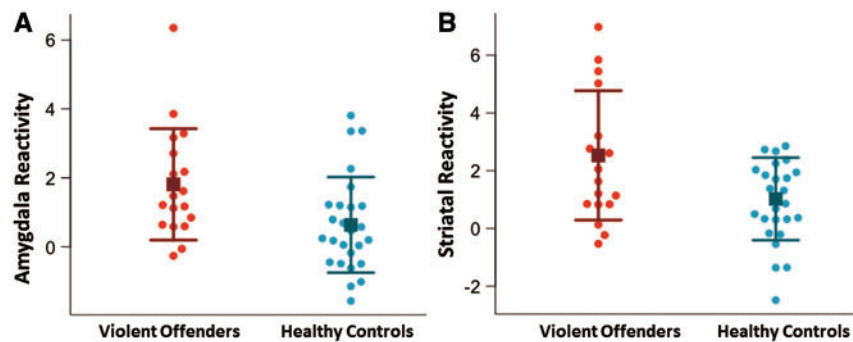 A
Amygdala Reactivity
6
4
2
0
Violent Offenders Healthy Controls
B
Striatal Reactivity
6
4
2
0
-2
Violent Offenders Healthy Controls